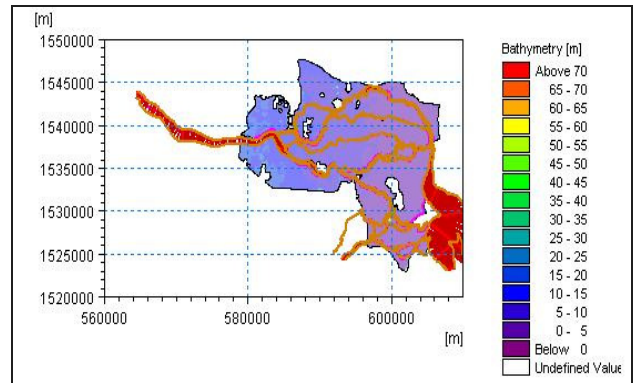 [m]
1550000
1545000
1540000
1535000
1530000
1525000
1520000
560000 580000 600000
[m]
Bathymetry [m]
Above 70
65 - 70
60 - 65
55 - 60
50 - 55
45 - 50
40 - 45
35 - 40
30 - 35
25 - 30
20 - 25
15 - 20
10 - 15
5 - 10
0 - 5
Below 0
Undefined Value